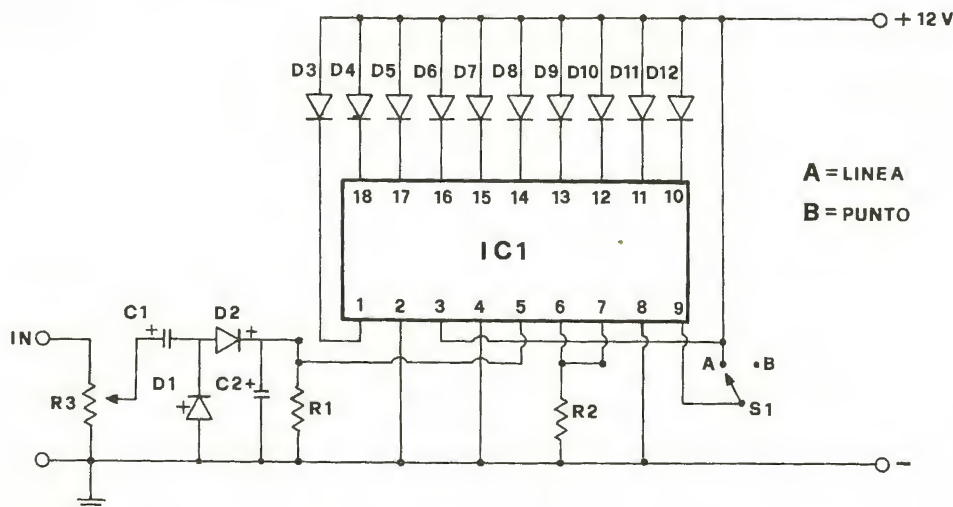 + 12 V
D3 D4 D5 D6 D7 D8 D9 D10 D11 D12
A = LINEA
B = PUNTO
18 17 16 15 14 13 12 11 10
IC1
1 2 3 4 5 6 7 8 9
IN
C1
+
D2
+
A
B
R3
D1
+
C2+
R1
R2
S1
−